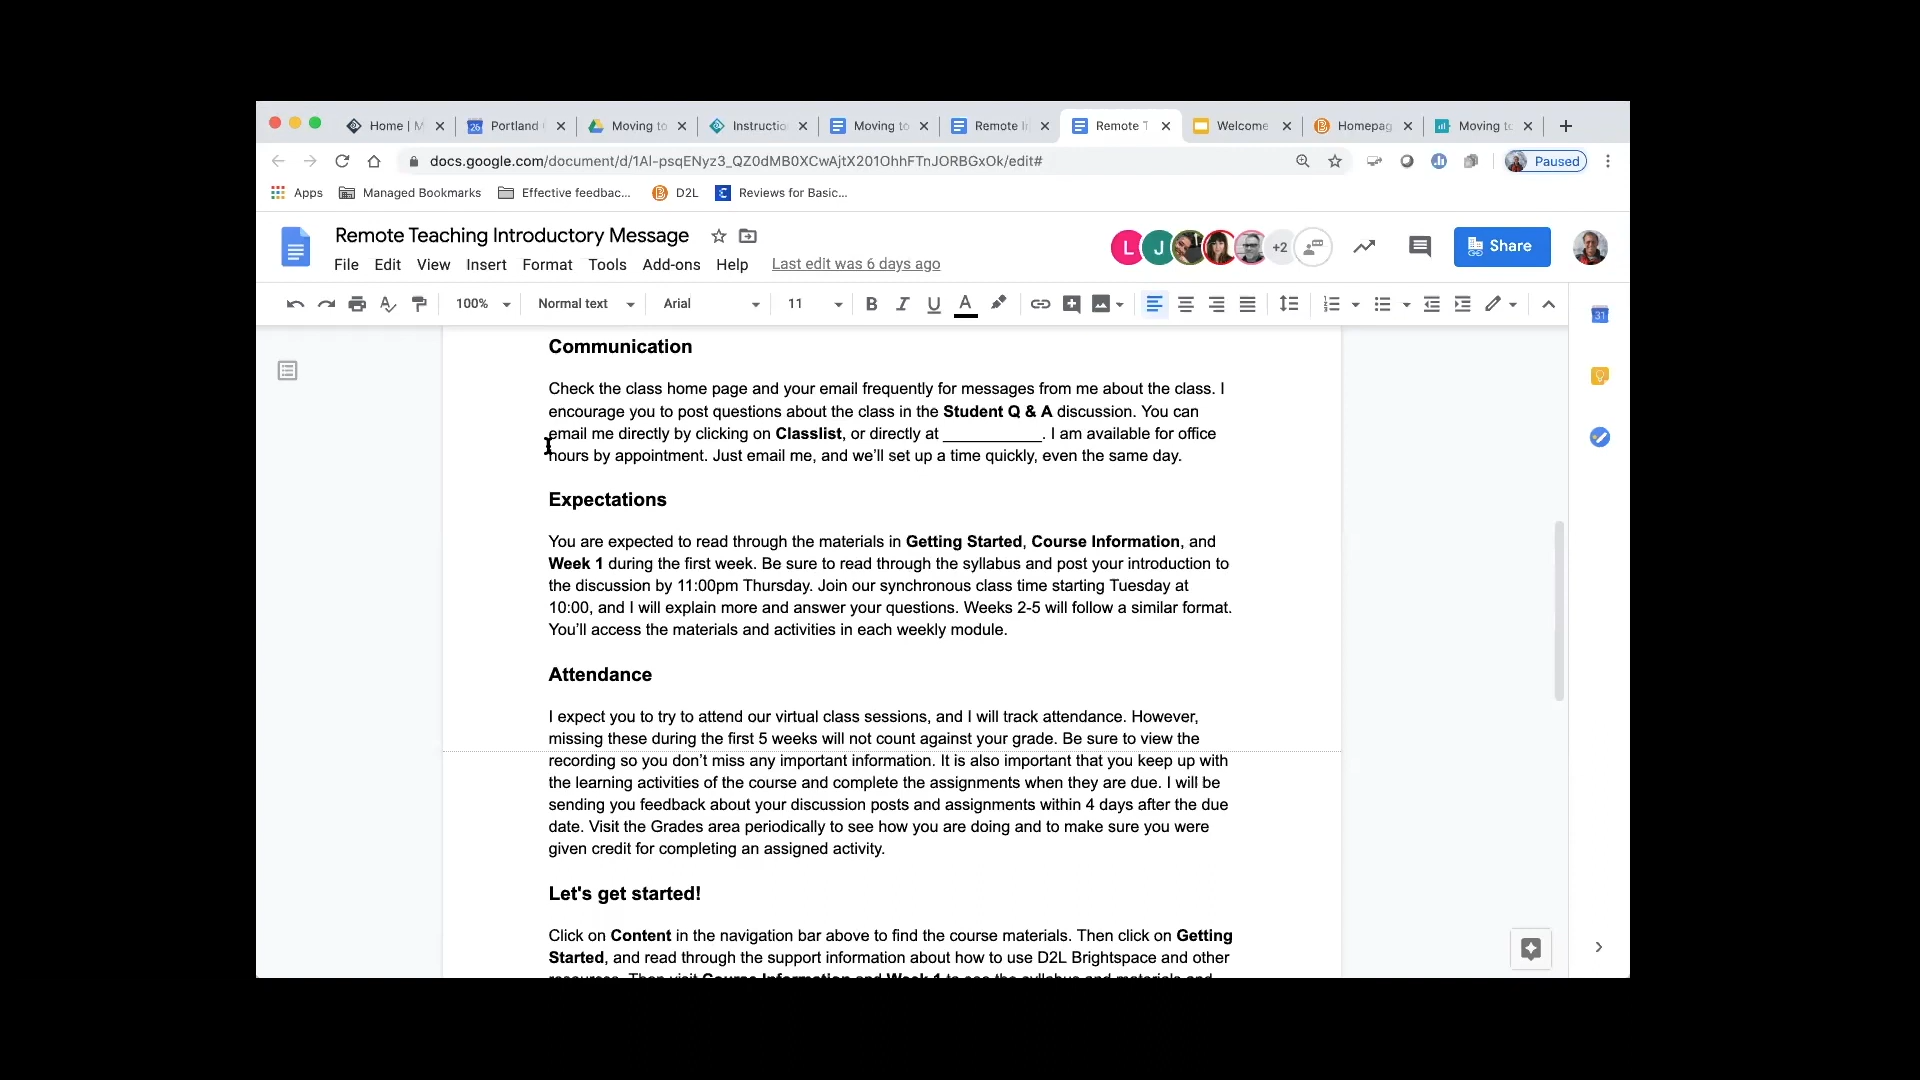 Home | M
Portland
Moving to
Instructio
Moving to
Remote I
Remote T
Welcome
Homepag
Moving to
docs.google.com/document/d/1Al-psqENyz3_QZ0dMB0XCwAjtX201OhhFTnJORBGxOk/edit#
Paused
Apps
Managed Bookmarks
Effective feedbac...
D2L
Reviews for Basic...
Remote Teaching Introductory Message
L
J
+2
Share
File Edit View Insert Format Tools Add-ons Help Last edit was 6 days ago
100% Normal text Arial 11 B I U A
31
Communication
Check the class home page and your email frequently for messages from me about the class. I
encourage you to post questions about the class in the Student Q & A discussion. You can
email me directly by clicking on Classlist, or directly at ___________. I am available for office
hours by appointment. Just email me, and we’ll set up a time quickly, even the same day.
Expectations
You are expected to read through the materials in Getting Started, Course Information, and
Week 1 during the first week. Be sure to read through the syllabus and post your introduction to
the discussion by 11:00pm Thursday. Join our synchronous class time starting Tuesday at
10:00, and I will explain more and answer your questions. Weeks 2-5 will follow a similar format.
You’ll access the materials and activities in each weekly module.
Attendance
I expect you to try to attend our virtual class sessions, and I will track attendance. However,
missing these during the first 5 weeks will not count against your grade. Be sure to view the
recording so you don’t miss any important information. It is also important that you keep up with
the learning activities of the course and complete the assignments when they are due. I will be
sending you feedback about your discussion posts and assignments within 4 days after the due
date. Visit the Grades area periodically to see how you are doing and to make sure you were
given credit for completing an assigned activity.
Let's get started!
Click on Content in the navigation bar above to find the course materials. Then click on Getting
Started, and read through the support information about how to use D2L Brightspace and other
resources. Then visit Course Information and Week 1 to see the syllabus and materials and